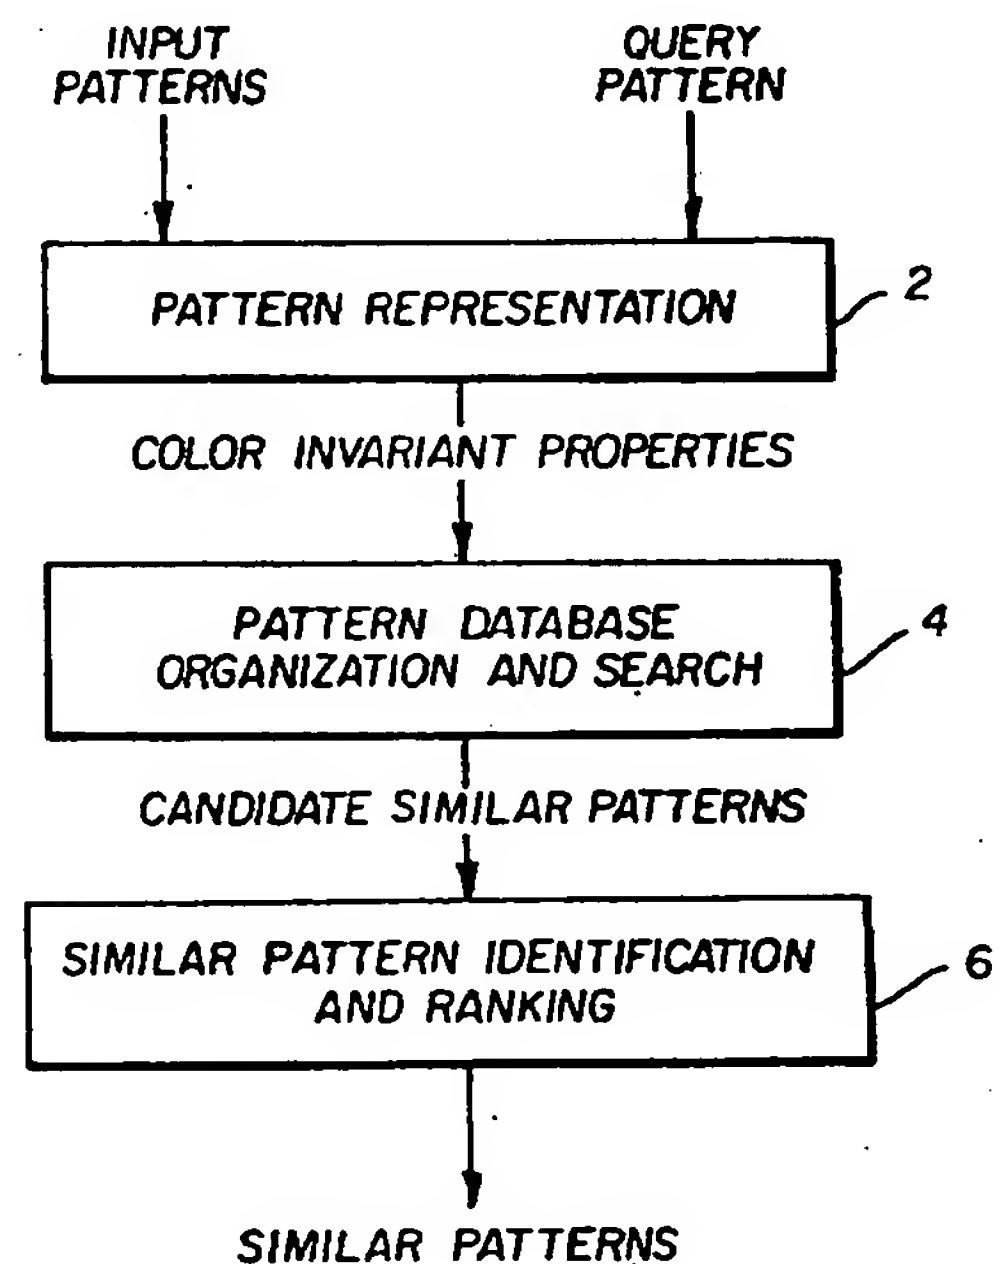 INPUT
PATTERNS
QUERY
PATTERN
PATTERN REPRESENTATION
2
COLOR INVARIANT PROPERTIES
PATTERN DATABASE
ORGANIZATION AND SEARCH
4
CANDIDATE SIMILAR PATTERNS
SIMILAR PATTERN IDENTIFICATION
AND RANKING
6
SIMILAR PATTERNS